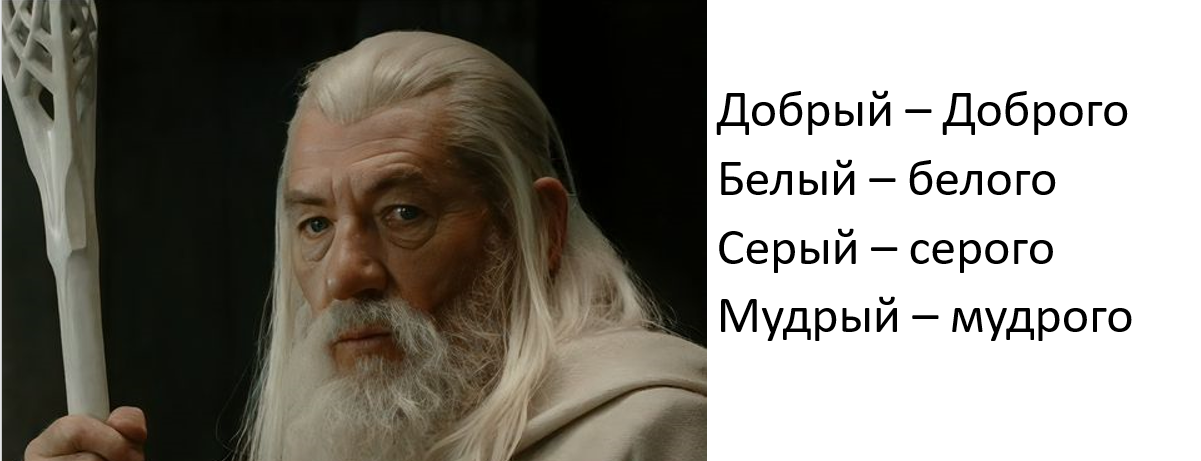 Добрый – Доброго
Белый – белого
Серый – серого
Мудрый – мудрого